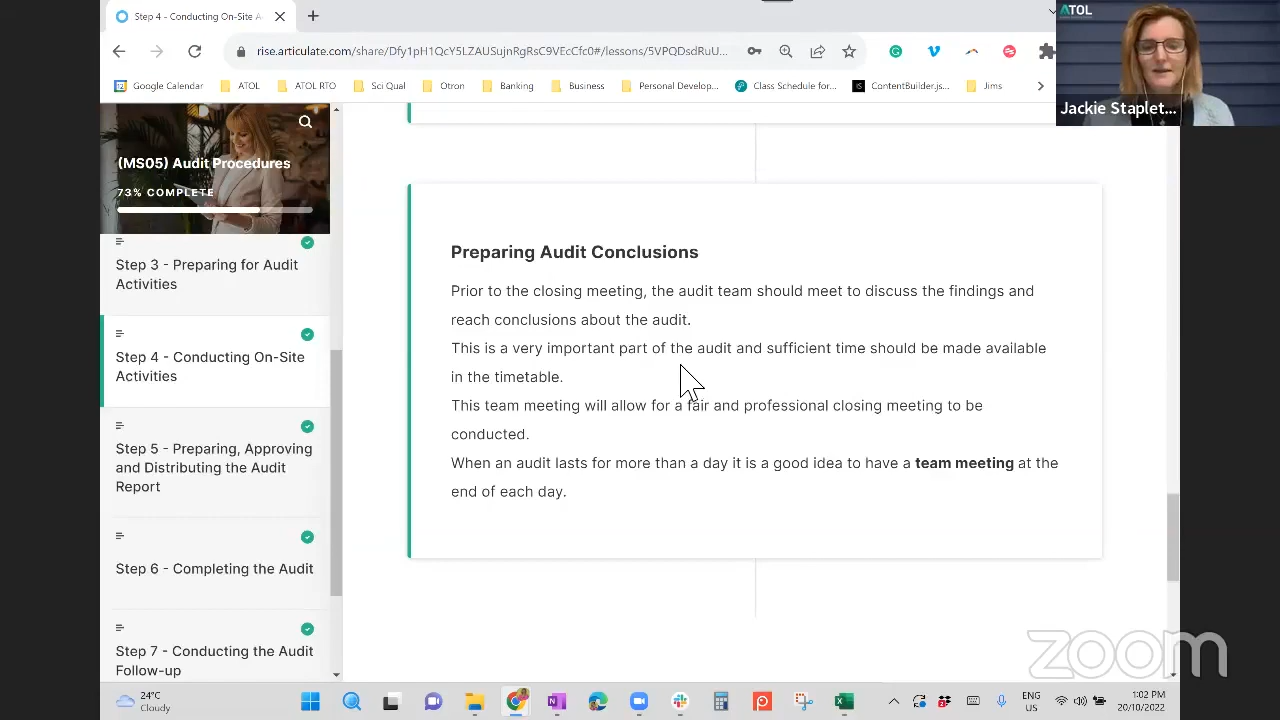 Step 4 - Conducting On-Site A
rise.articulate.com/share/Dfy1pH1QcY5LZAUSujnRgRsC9VEcCfc0#/lessons/5VPQDsdRuU...
Google Calendar
ATOL
ATOL RTO
Sci Qual
Otron
Banking
Business
Personal Develop...
Class Schedule for...
ContentBuilder.js...
Jims
ATOL
Jackie Staplet...
(MS05) Audit Procedures
73% COMPLETE
Step 3 - Preparing for Audit
Activities
Step 4 - Conducting On-Site
Activities
Step 5 - Preparing, Approving
and Distributing the Audit
Report
Step 6 - Completing the Audit
Step 7 - Conducting the Audit
Follow-up
Preparing Audit Conclusions
Prior to the closing meeting, the audit team should meet to discuss the findings and
reach conclusions about the audit.
This is a very important part of the audit and sufficient time should be made available
in the timetable.
This team meeting will allow for a fair and professional closing meeting to be
conducted.
When an audit lasts for more than a day it is a good idea to have a team meeting at the
end of each day.
zoom
24°C
Cloudy
ENG
US
1:02 PM
20/10/2022